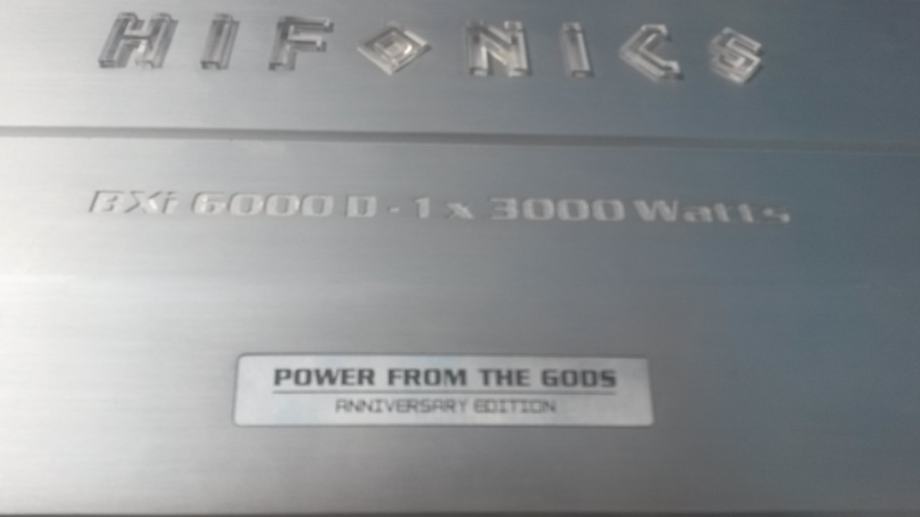 HIFONICS
BXi 6000 D - 1 x 3000 Watts
POWER FROM THE GODS
ANNIVERSARY EDITION